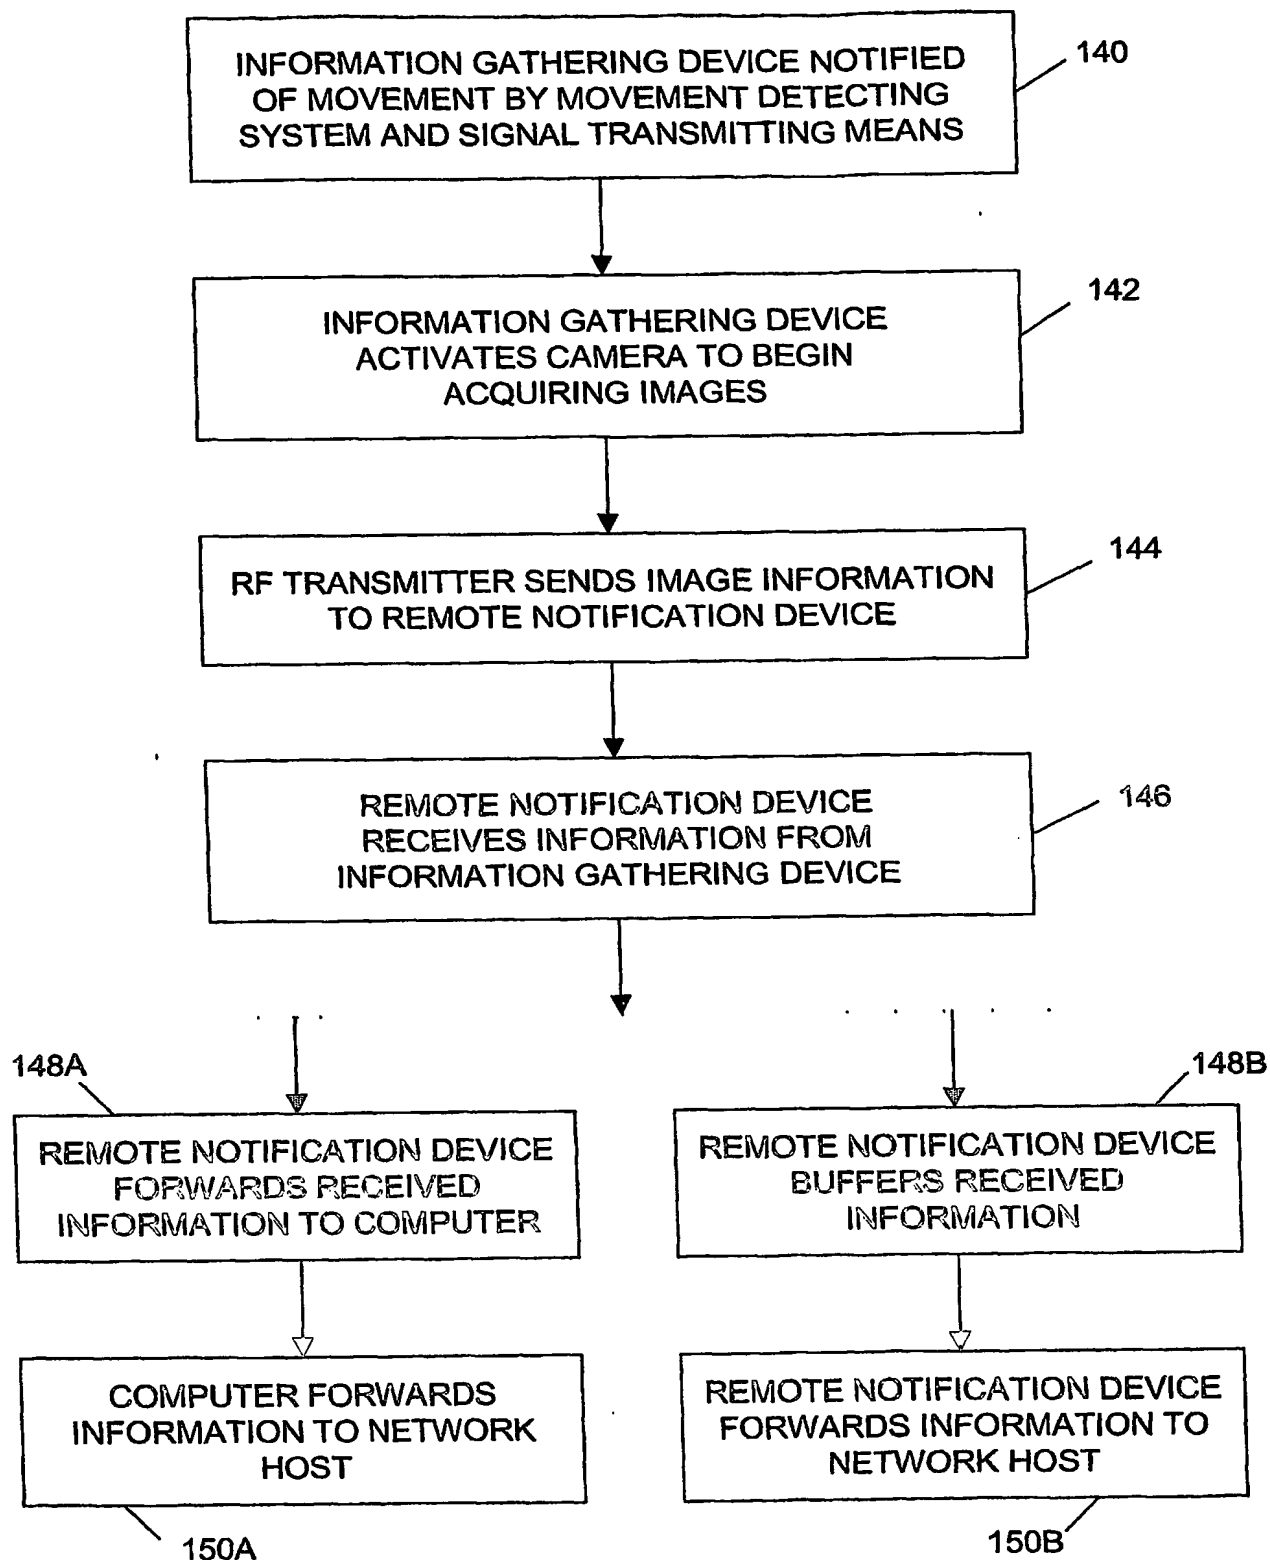 INFORMATION GATHERING DEVICE NOTIFIED
OF MOVEMENT BY MOVEMENT DETECTING
SYSTEM AND SIGNAL TRANSMITTING MEANS
140
INFORMATION GATHERING DEVICE
ACTIVATES CAMERA TO BEGIN
ACQUIRING IMAGES
142
RF TRANSMITTER SENDS IMAGE INFORMATION
TO REMOTE NOTIFICATION DEVICE
144
REMOTE NOTIFICATION DEVICE
RECEIVES INFORMATION FROM
INFORMATION GATHERING DEVICE
146
148A
REMOTE NOTIFICATION DEVICE
FORWARDS RECEIVED
INFORMATION TO COMPUTER
148B
REMOTE NOTIFICATION DEVICE
BUFFERS RECEIVED
INFORMATION
COMPUTER FORWARDS
INFORMATION TO NETWORK
HOST
150A
REMOTE NOTIFICATION DEVICE
FORWARDS INFORMATION TO
NETWORK HOST
150B